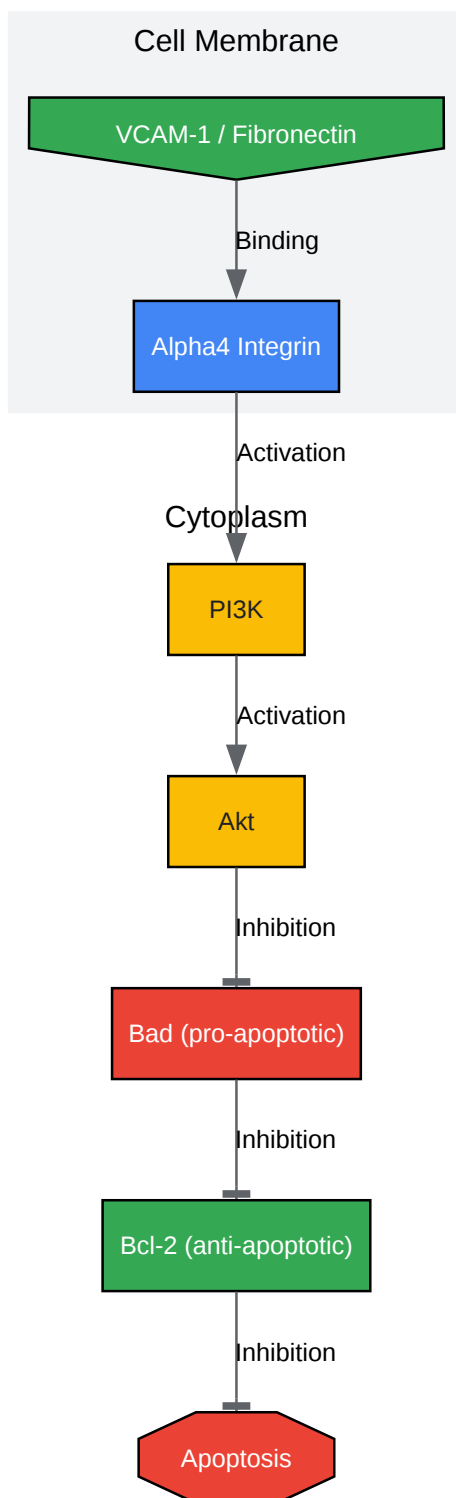 Cell Membrane
VCAM-1 / Fibronectin
Binding
Alpha4 Integrin
Activation
Cytoplasm
PI3K
Activation
Akt
Inhibition
Bad (pro-apoptotic)
Inhibition
Bcl-2 (anti-apoptotic)
Inhibition
Apoptosis